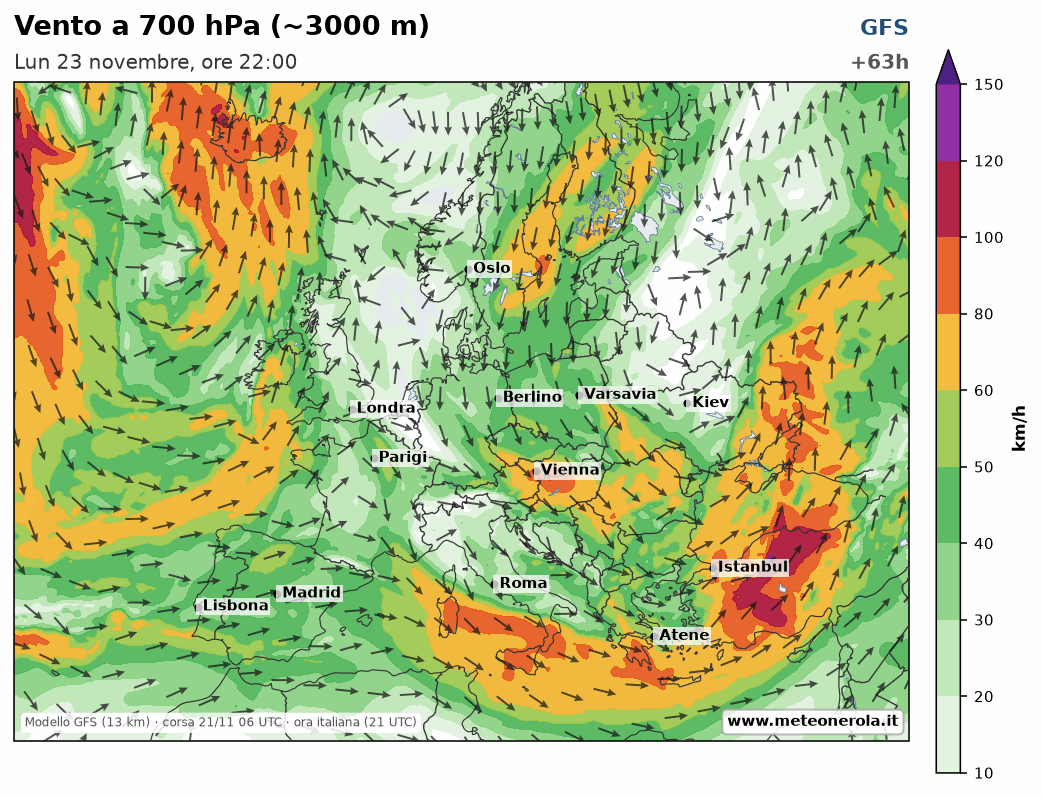 Vento a 700 hPa (~3000 m)
GFS
Lun 23 novembre, ore 22:00
+63h
150
120
100
80
60
50
40
30
20
10
km/h
Oslo
Londra
Berlino
Varsavia
Kiev
Parigi
Vienna
Istanbul
Roma
Madrid
Lisbona
Atene
Modello GFS (13 km) · corsa 21/11 06 UTC · ora italiana (21 UTC)
www.meteonerola.it